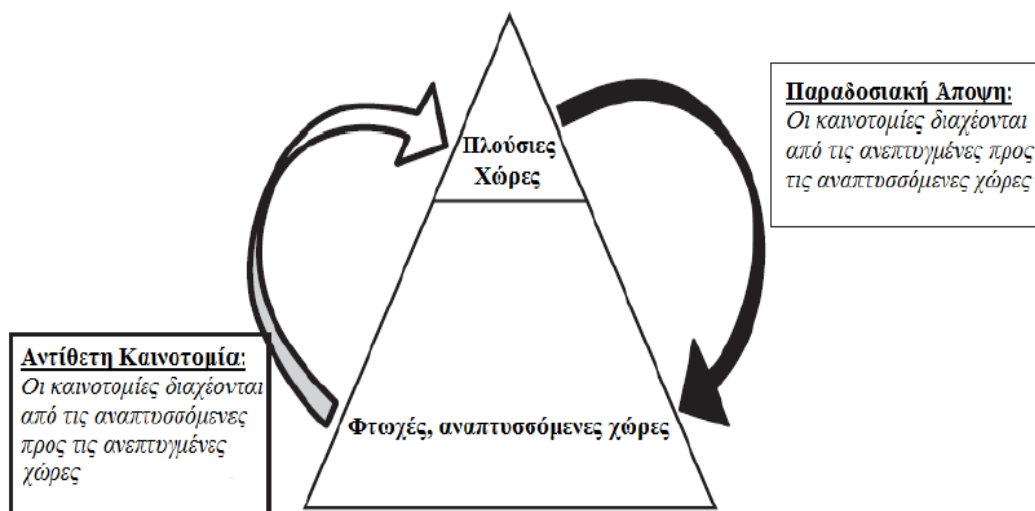 Πλούσιες
Χώρες
Φτωχές, αναπτυσσόμενες χώρες
Παραδοσιακή Άποψη:
Οι καινοτομίες διαχέονται
από τις ανεπτυγμένες προς
τις αναπτυσσόμενες χώρες
Αντίθετη Καινοτομία:
Οι καινοτομίες διαχέονται
από τις αναπτυσσόμενες
προς τις ανεπτυγμένες
χώρες